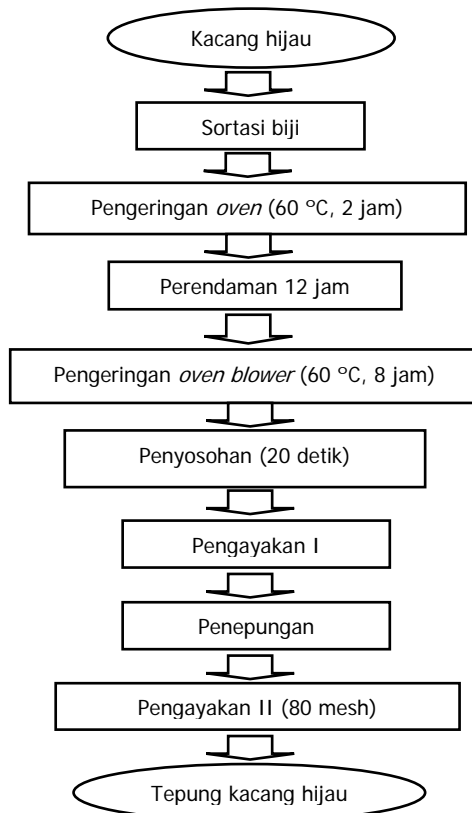 Kacang hijau
Sortasi biji
Pengeringan oven (60 °C, 2 jam)
Perendaman 12 jam
Pengeringan oven blower (60 °C, 8 jam)
Penyosohan (20 detik)
Pengayakan I
Penepungan
Pengayakan II (80 mesh)
Tepung kacang hijau